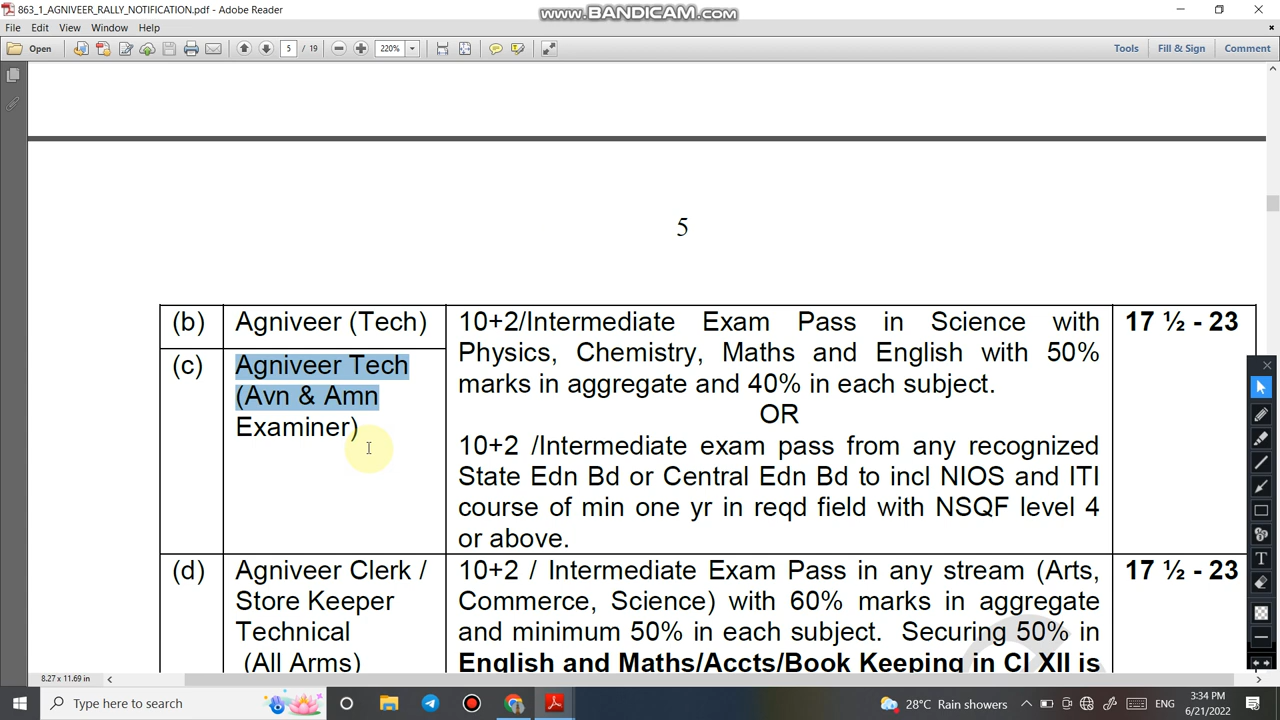 863_1_AGNIVEER_RALLY_NOTIFICATION.pdf - Adobe Reader
www.BANDICAM.com
File Edit View Window Help
Open 5 / 19 220% Tools Fill & Sign Comment
5
(b) Agniveer (Tech) 10+2/Intermediate Exam Pass in Science with 17 ½ - 23
Physics, Chemistry, Maths and English with 50%
(c) Agniveer Tech
marks in aggregate and 40% in each subject.
(Avn & Amn
OR
Examiner)
10+2 /Intermediate exam pass from any recognized
State Edn Bd or Central Edn Bd to incl NIOS and ITI
course of min one yr in reqd field with NSQF level 4
or above.
(d) Agniveer Clerk / 10+2 / Intermediate Exam Pass in any stream (Arts, 17 ½ - 23
Store Keeper Commerce, Science) with 60% marks in aggregate
Technical and minimum 50% in each subject. Securing 50% in
(All Arms) English and Maths/Accts/Book Keeping in Cl XII is
8.27 x 11.69 in
Type here to search 28°C Rain showers ENG 3:34 PM
6/21/2022